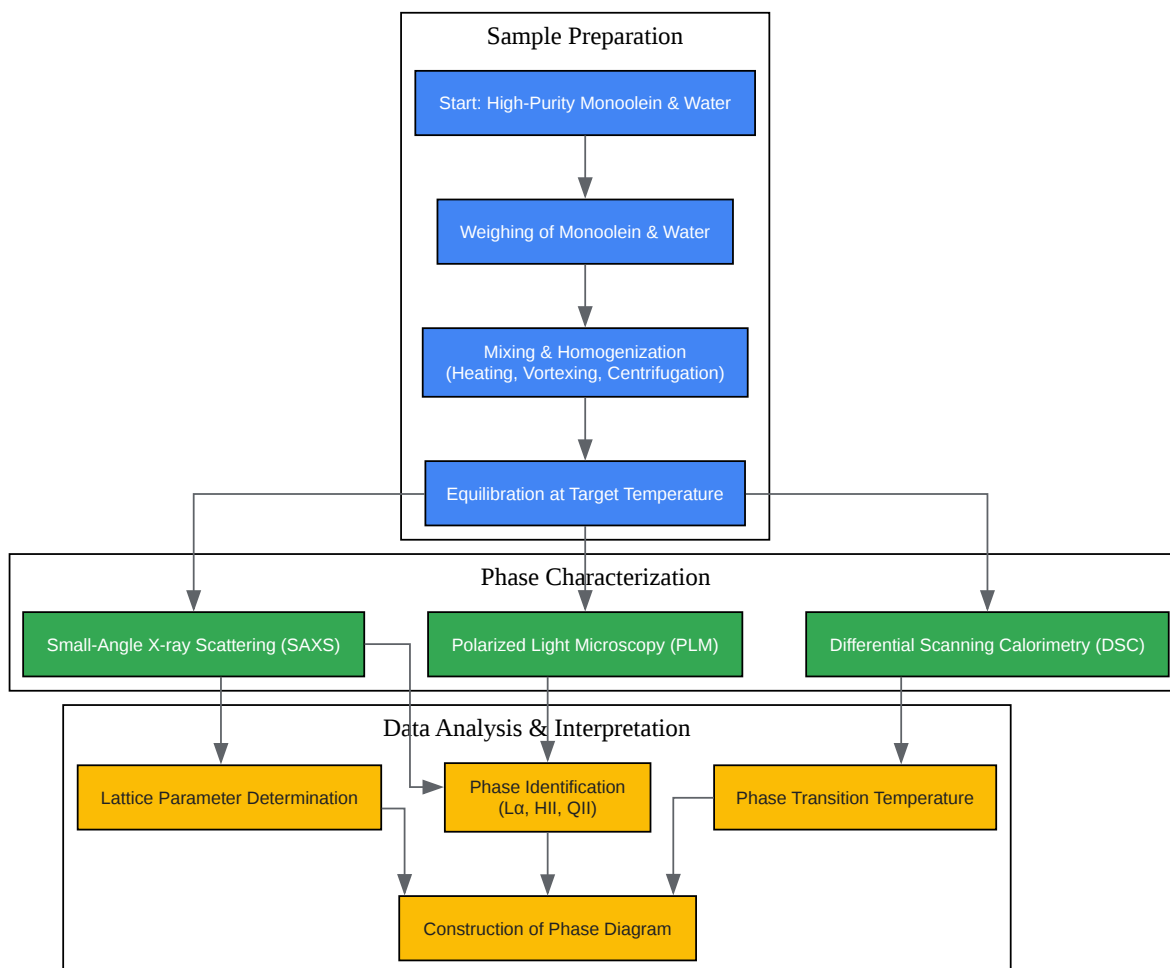 Sample Preparation
Start: High-Purity Monoolein & Water
Weighing of Monoolein & Water
Mixing & Homogenization
(Heating, Vortexing, Centrifugation)
Equilibration at Target Temperature
Phase Characterization
Small-Angle X-ray Scattering (SAXS)
Polarized Light Microscopy (PLM)
Differential Scanning Calorimetry (DSC)
Data Analysis & Interpretation
Lattice Parameter Determination
Phase Identification
(Lα, HII, QII)
Phase Transition Temperature
Construction of Phase Diagram